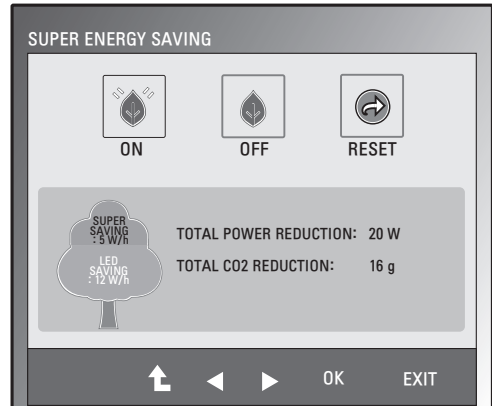 SUPER ENERGY SAVING
ON
OFF
RESET
SUPER
SAVING
: 5 W/h
LED
SAVING
: 12 W/h
TOTAL POWER REDUCTION: 20 W
TOTAL CO2 REDUCTION: 16 g
OK
EXIT